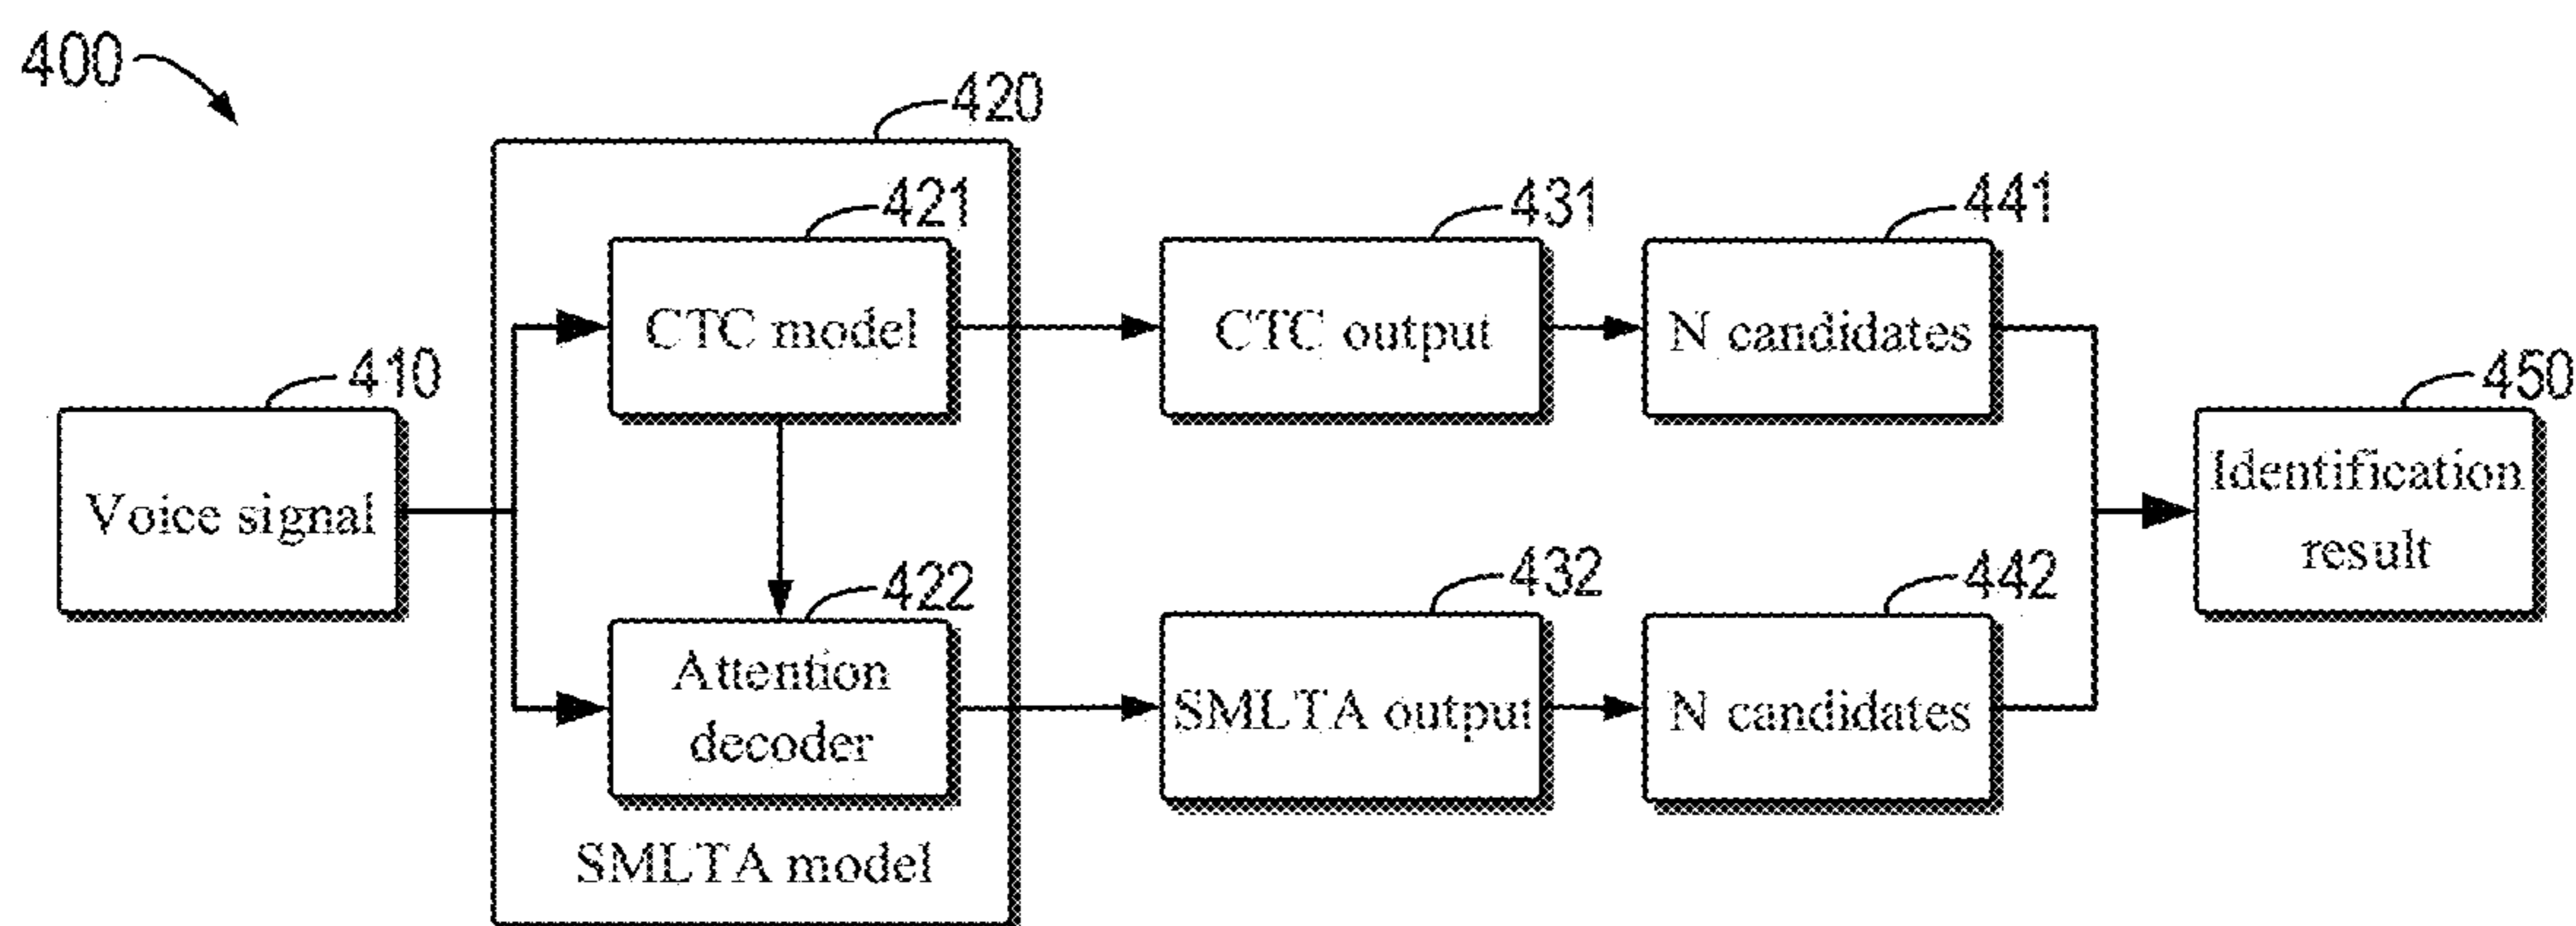 400
420
421
431
441
CTC model
CTC output
N candidates
410
450
Voice signal
Identification
result
422
432
442
Attention
decoder
SMLTA output
N candidates
SMLTA model